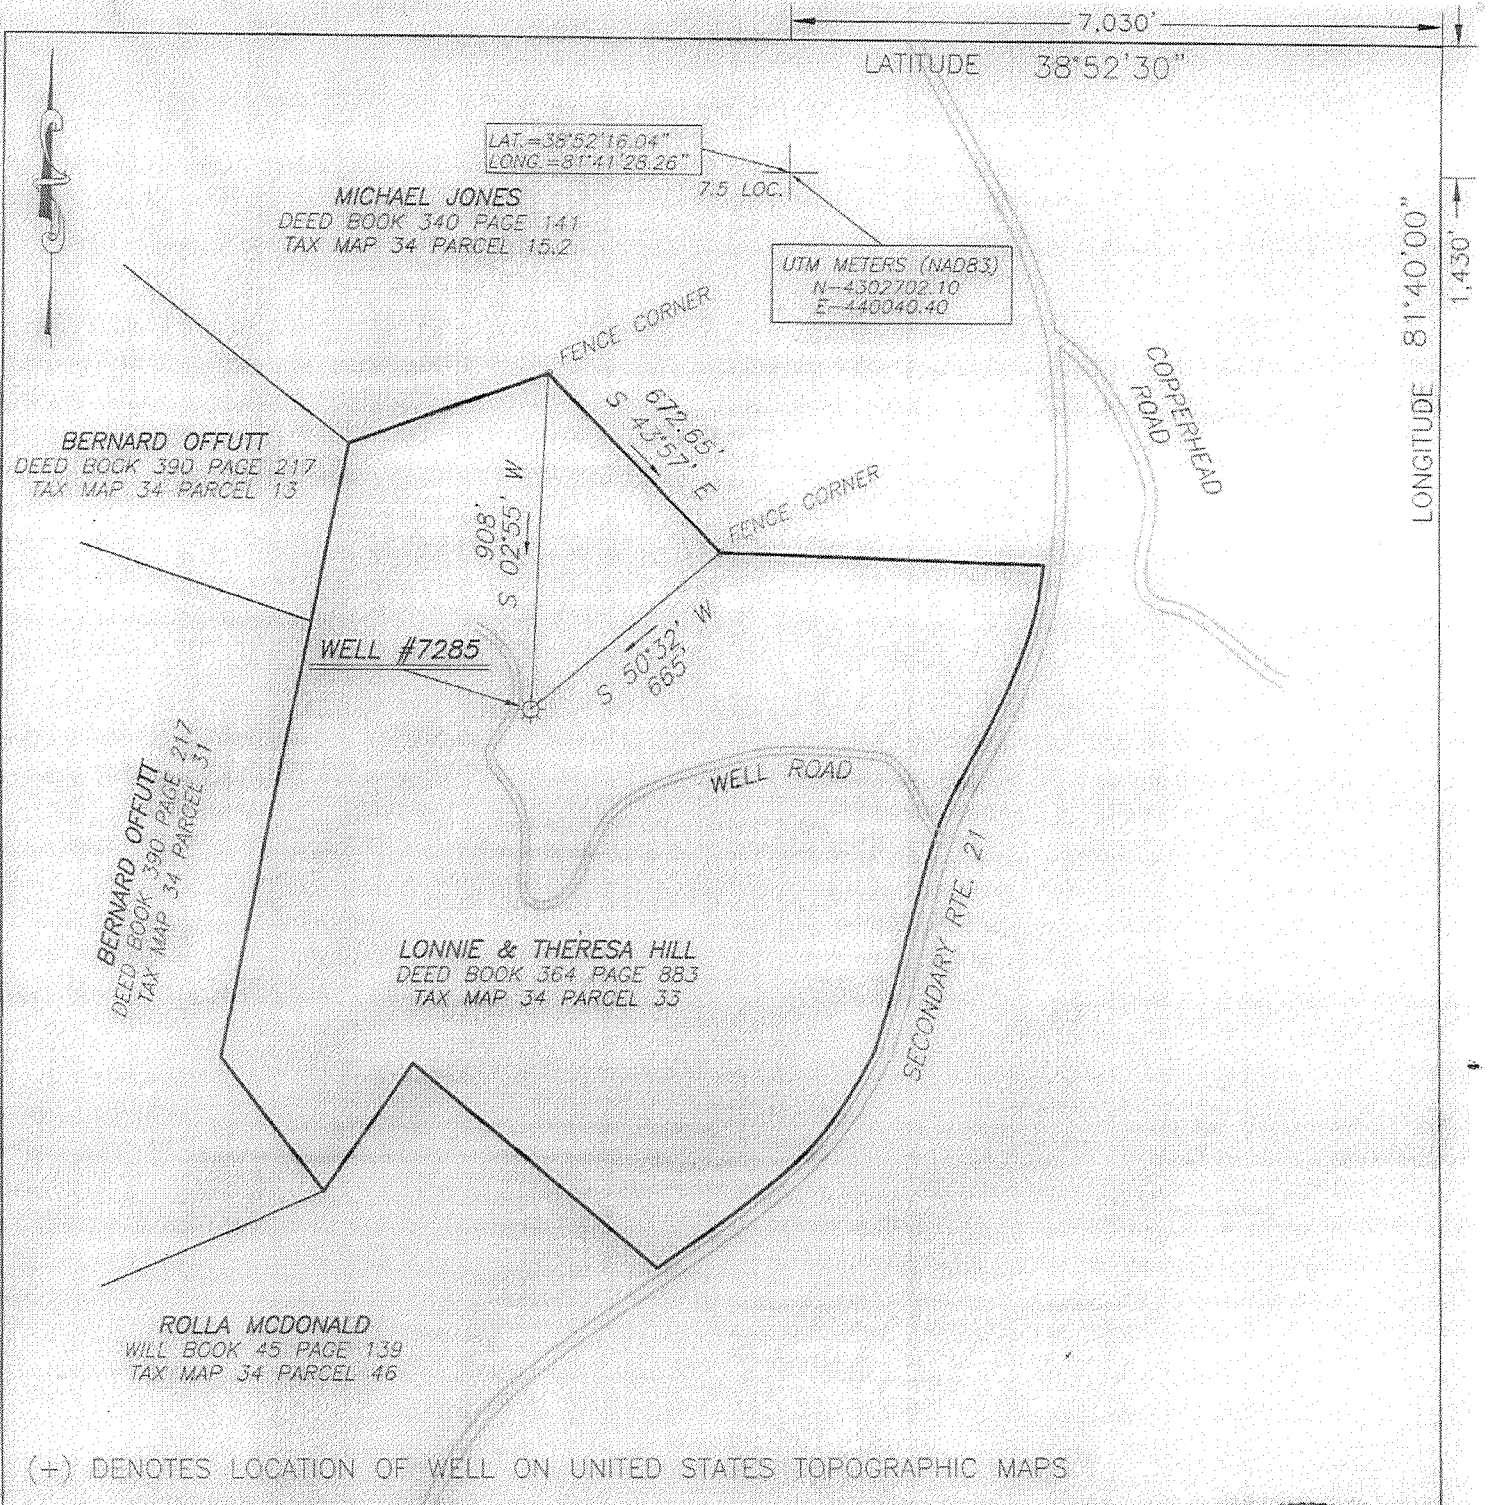 7,030'
LATITUDE 38°52'30"
LAT.=38°52'16.04"
LONG.=81°41'28.26"
7.5 LOC.
MICHAEL JONES
DEED BOOK 340 PAGE 141
TAX MAP 34 PARCEL 15.2
UTM METERS (NAD83)
N-4302702.10
E-440040.40
LONGITUDE 81°40'00"
1,430'
FENCE CORNER
672.65'
S 43°57' E
COPPERHEAD
ROAD
BERNARD OFFUTT
DEED BOOK 390 PAGE 217
TAX MAP 34 PARCEL 13
FENCE CORNER
908'
S 02°55' W
WELL #7285
S 50°32' W
665'
BERNARD OFFUTT
DEED BOOK 390 PAGE 217
TAX MAP 34 PARCEL 31
WELL ROAD
SECONDARY RTE. 21
LONNIE & THERESA HILL
DEED BOOK 364 PAGE 883
TAX MAP 34 PARCEL 33
ROLLA MCDONALD
WILL BOOK 45 PAGE 139
TAX MAP 34 PARCEL 46
(+) DENOTES LOCATION OF WELL ON UNITED STATES TOPOGRAPHIC MAPS